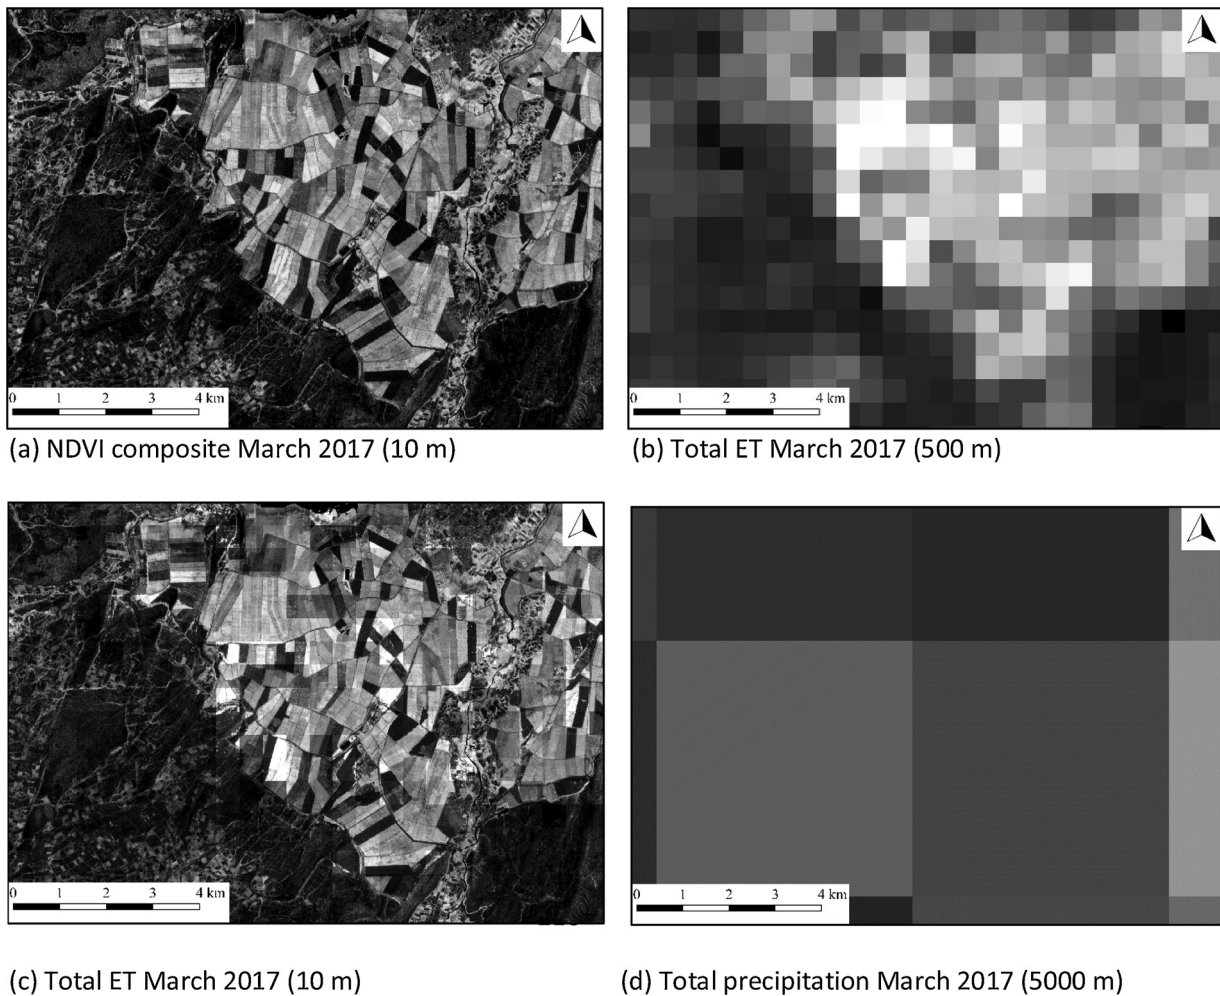 0 1 2 3 4 km
0 1 2 3 4 km
(a) NDVI composite March 2017 (10 m)
(b) Total ET March 2017 (500 m)
0 1 2 3 4 km
0 1 2 3 4 km
(c) Total ET March 2017 (10 m)
(d) Total precipitation March 2017 (5000 m)